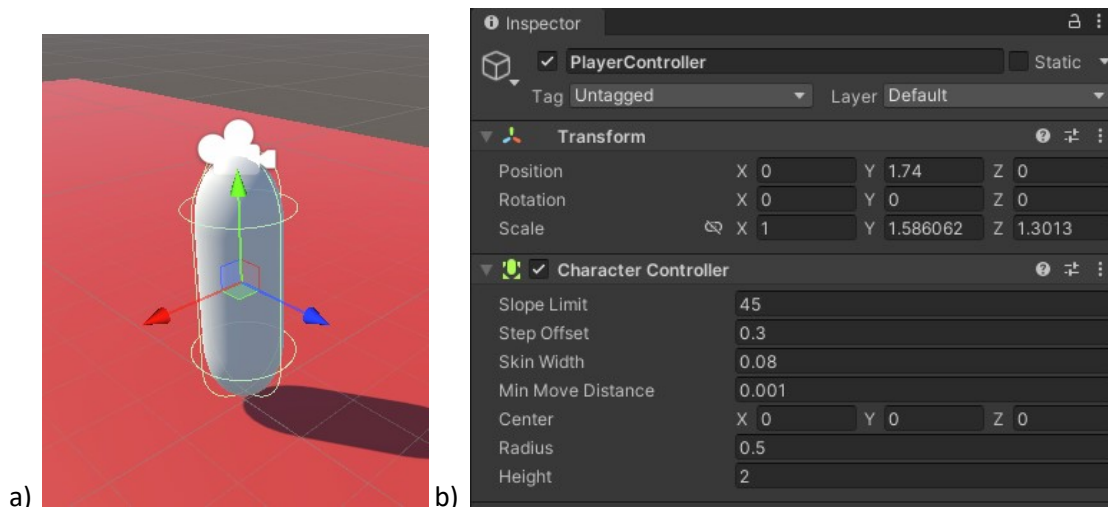 Inspector
PlayerController Static
Tag Untagged Layer Default
Transform
Position X 0 Y 1.74 Z 0
Rotation X 0 Y 0 Z 0
Scale X 1 Y 1.586062 Z 1.3013
Character Controller
Slope Limit 45
Step Offset 0.3
Skin Width 0.08
Min Move Distance 0.001
Center X 0 Y 0 Z 0
Radius 0.5
Height 2
a) b)